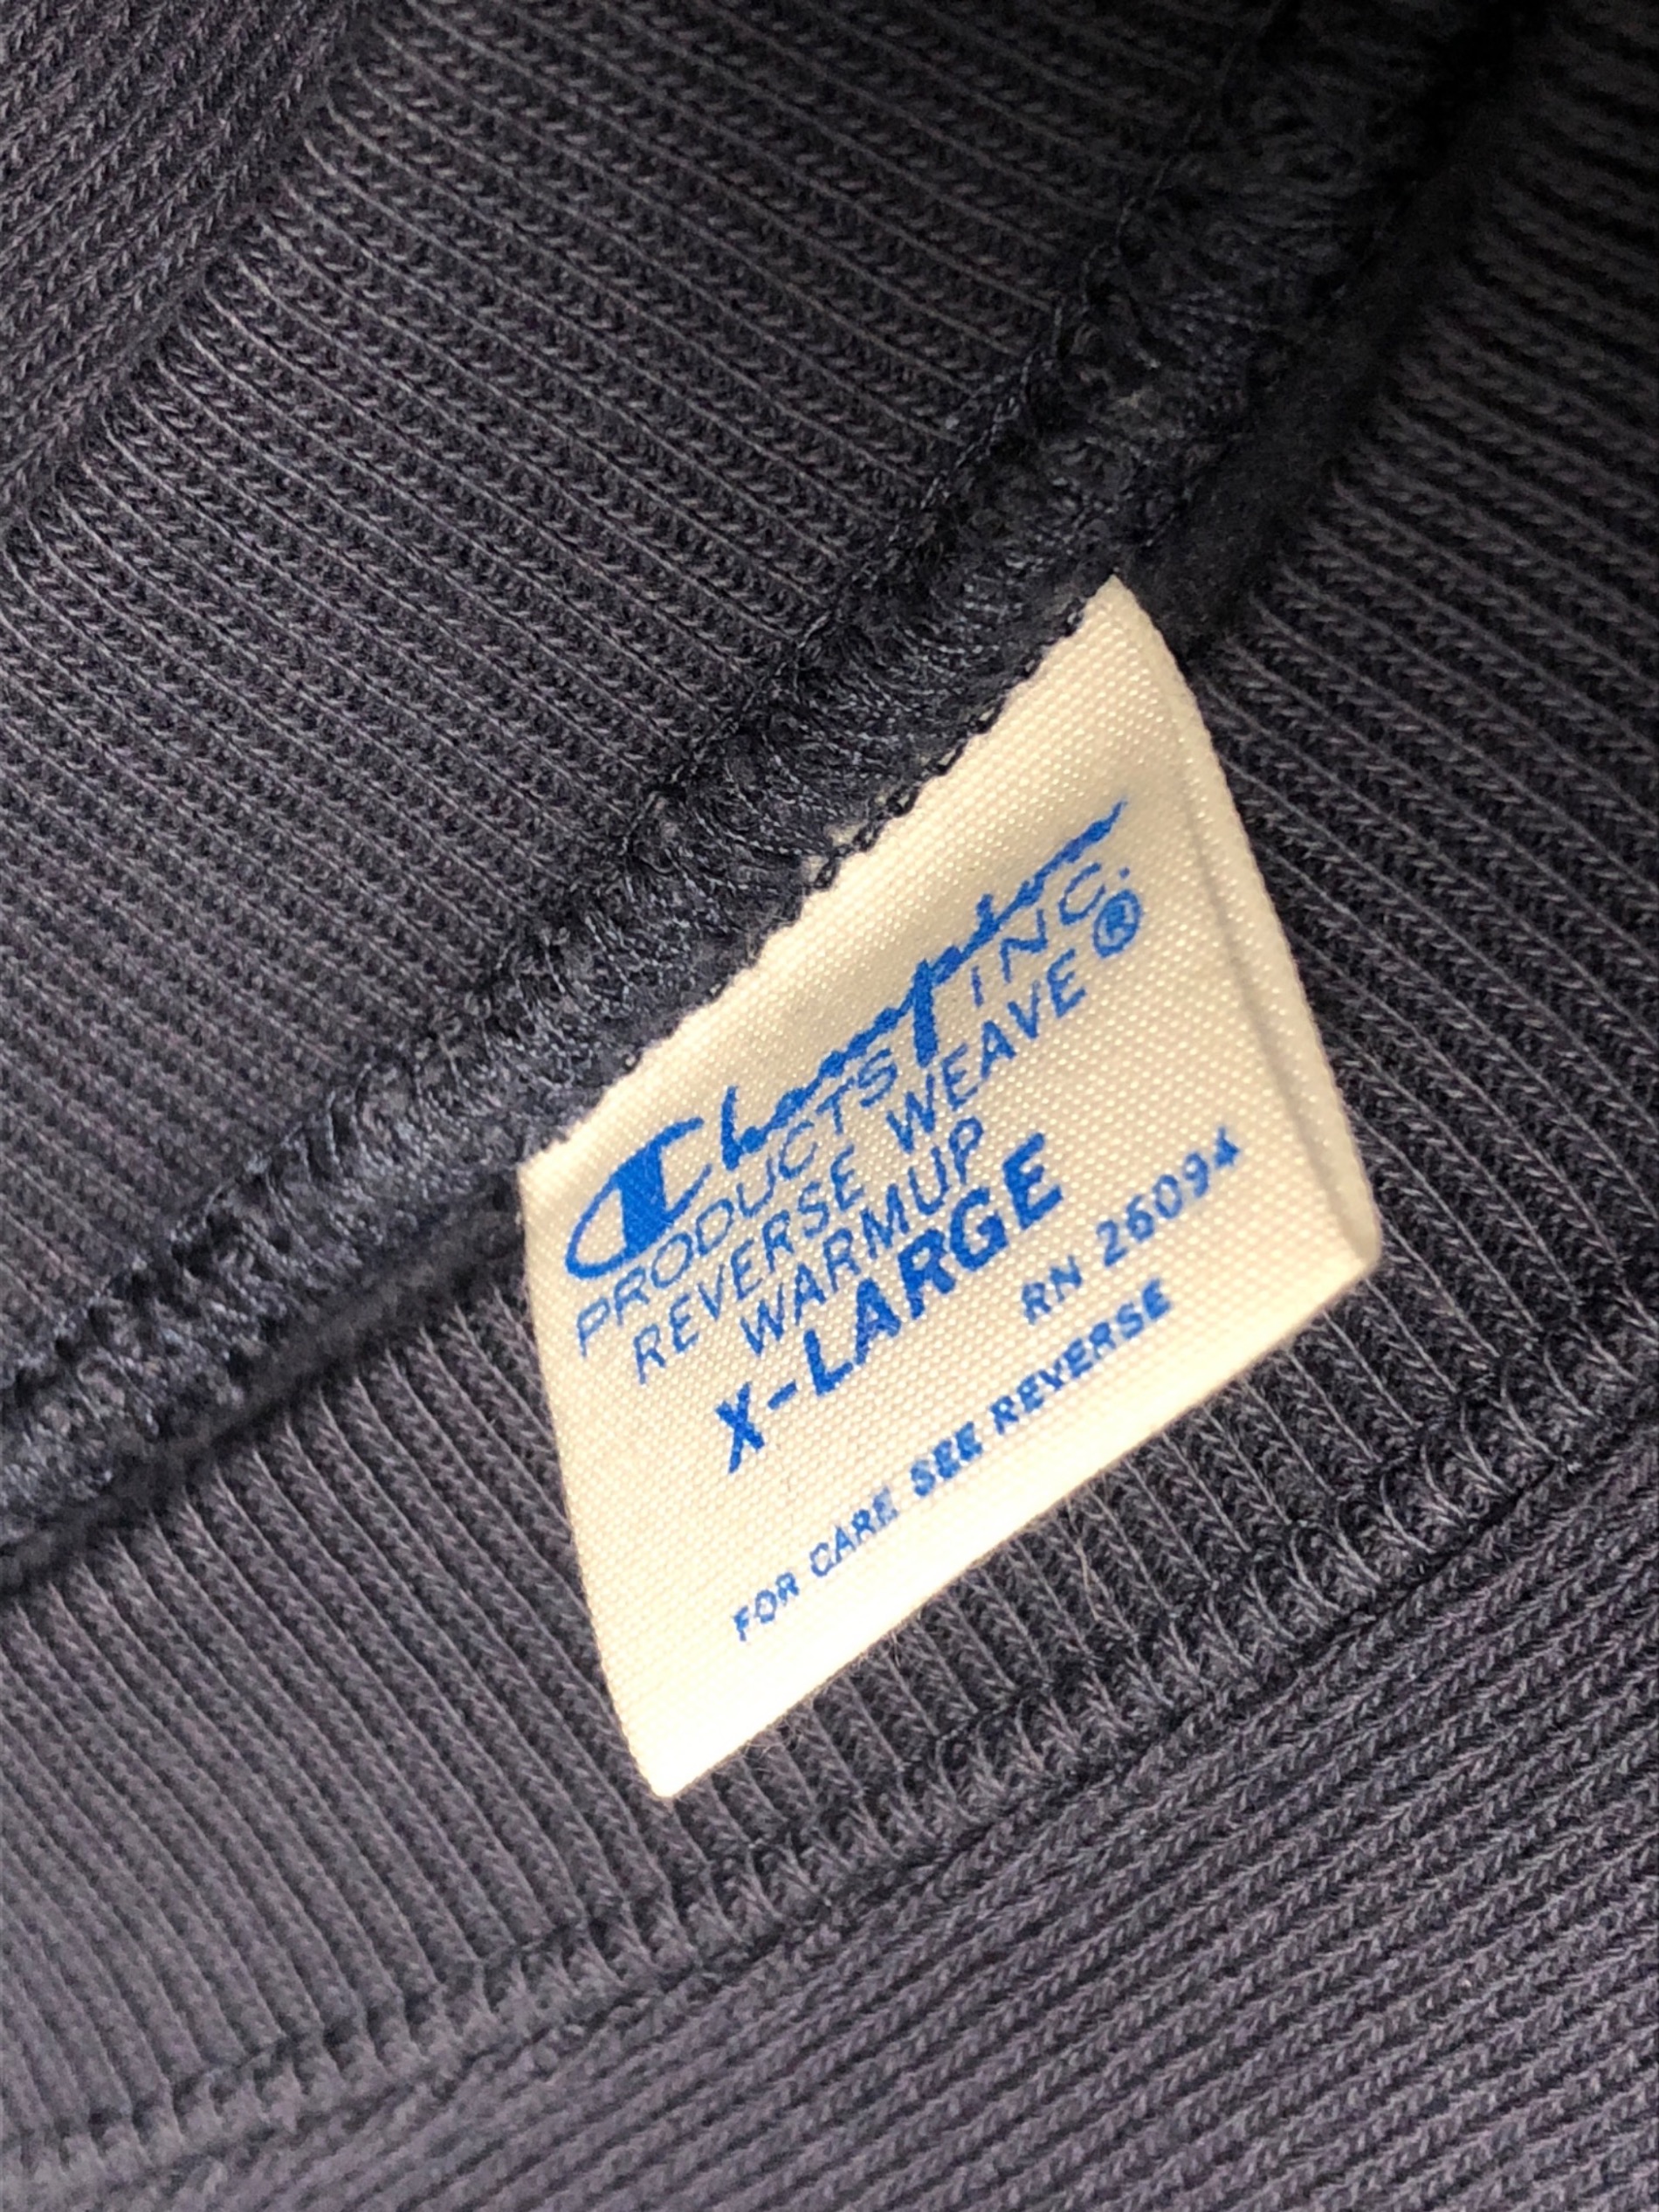 Champion
PRODUCTS INC.
REVERSE WEAVE®
WARMUP
X-LARGE
RN 26094
FOR CARE SEE REVERSE